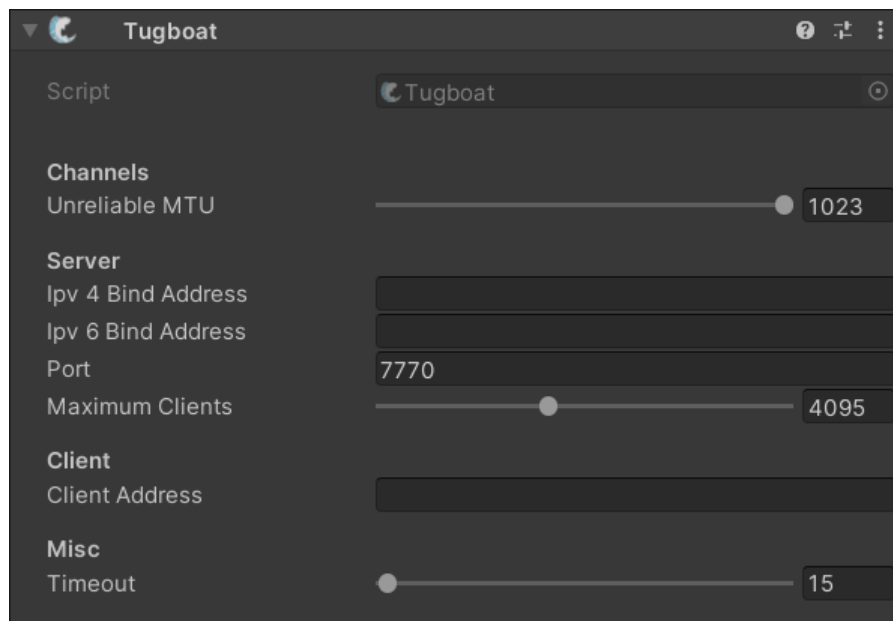 Tugboat
Script Tugboat
Channels
Unreliable MTU 1023
Server
Ipv 4 Bind Address
Ipv 6 Bind Address
Port 7770
Maximum Clients 4095
Client
Client Address
Misc
Timeout 15